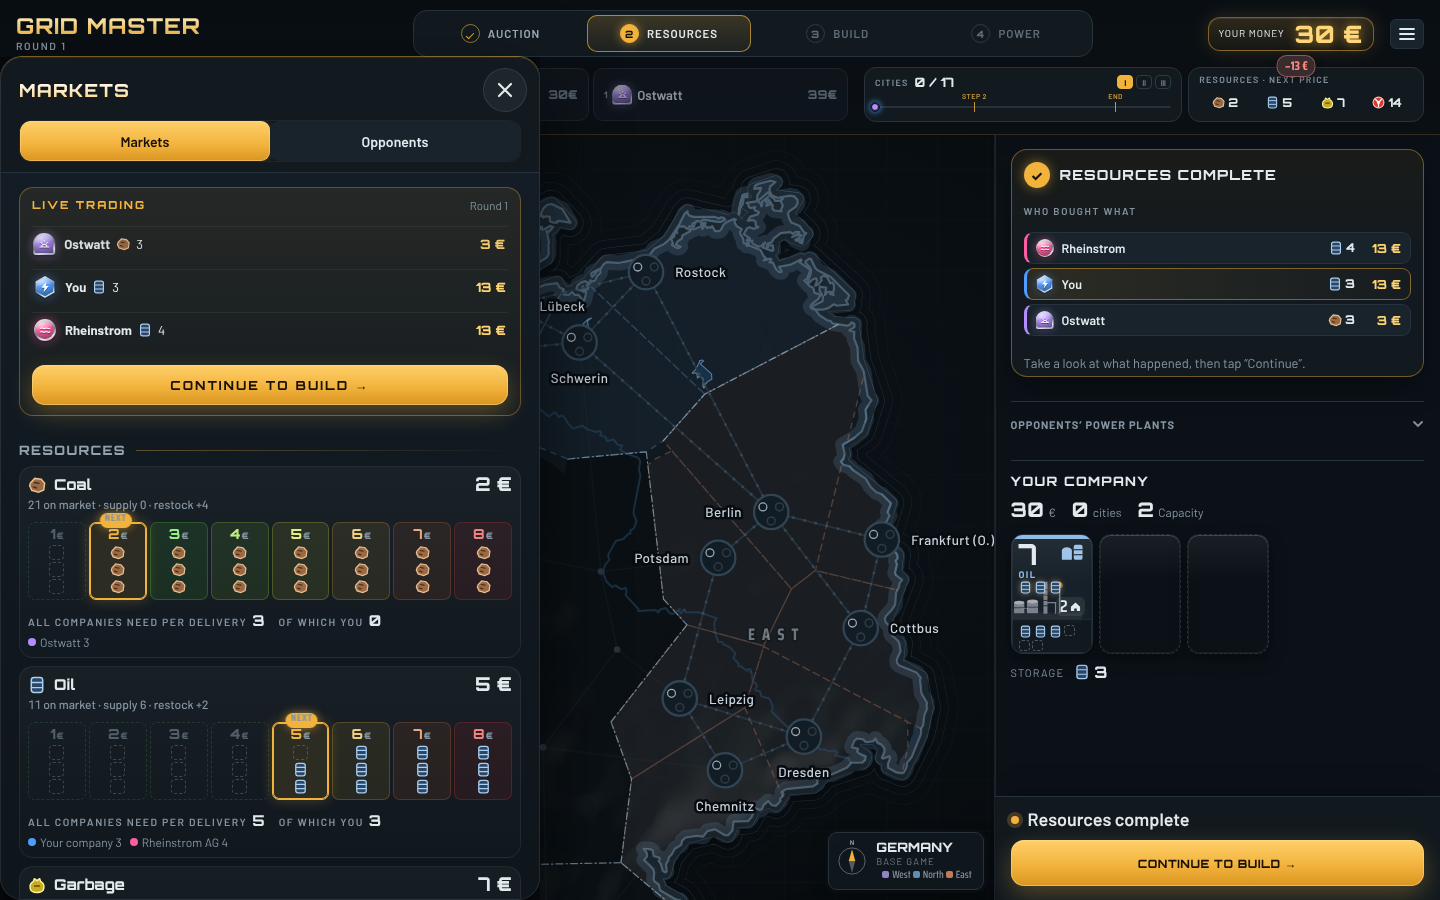 GRID MASTER
ROUND 1
AUCTION
2 RESOURCES
3 BUILD
4 POWER
YOUR MONEY 30 €
-13 €
MARKETS
Markets
Opponents
30€
1 Ostwatt 39€
CITIES 0 / 17
I II III
STEP 2
END
RESOURCES · NEXT PRICE
2 5 7 14
LIVE TRADING
Round 1
Ostwatt 3 3 €
You 3 13 €
Rheinstrom 4 13 €
CONTINUE TO BUILD →
RESOURCES
Coal 2 €
21 on market · supply 0 · restock +4
NEXT
1€ 2€ 3€ 4€ 5€ 6€ 7€ 8€
ALL COMPANIES NEED PER DELIVERY 3 OF WHICH YOU 0
Ostwatt 3
Oil 5 €
11 on market · supply 6 · restock +2
NEXT
1€ 2€ 3€ 4€ 5€ 6€ 7€ 8€
ALL COMPANIES NEED PER DELIVERY 5 OF WHICH YOU 3
Your company 3 Rheinstrom AG 4
Garbage 7 €
Rostock
Lübeck
Schwerin
Berlin
Frankfurt (O.)
Potsdam
Cottbus
EAST
Leipzig
Dresden
Chemnitz
N
GERMANY
BASE GAME
West North East
RESOURCES COMPLETE
WHO BOUGHT WHAT
Rheinstrom 4 13 €
You 3 13 €
Ostwatt 3 3 €
Take a look at what happened, then tap “Continue”.
OPPONENTS’ POWER PLANTS
YOUR COMPANY
30 € 0 cities 2 Capacity
7
OIL
2
STORAGE 3
Resources complete
CONTINUE TO BUILD →